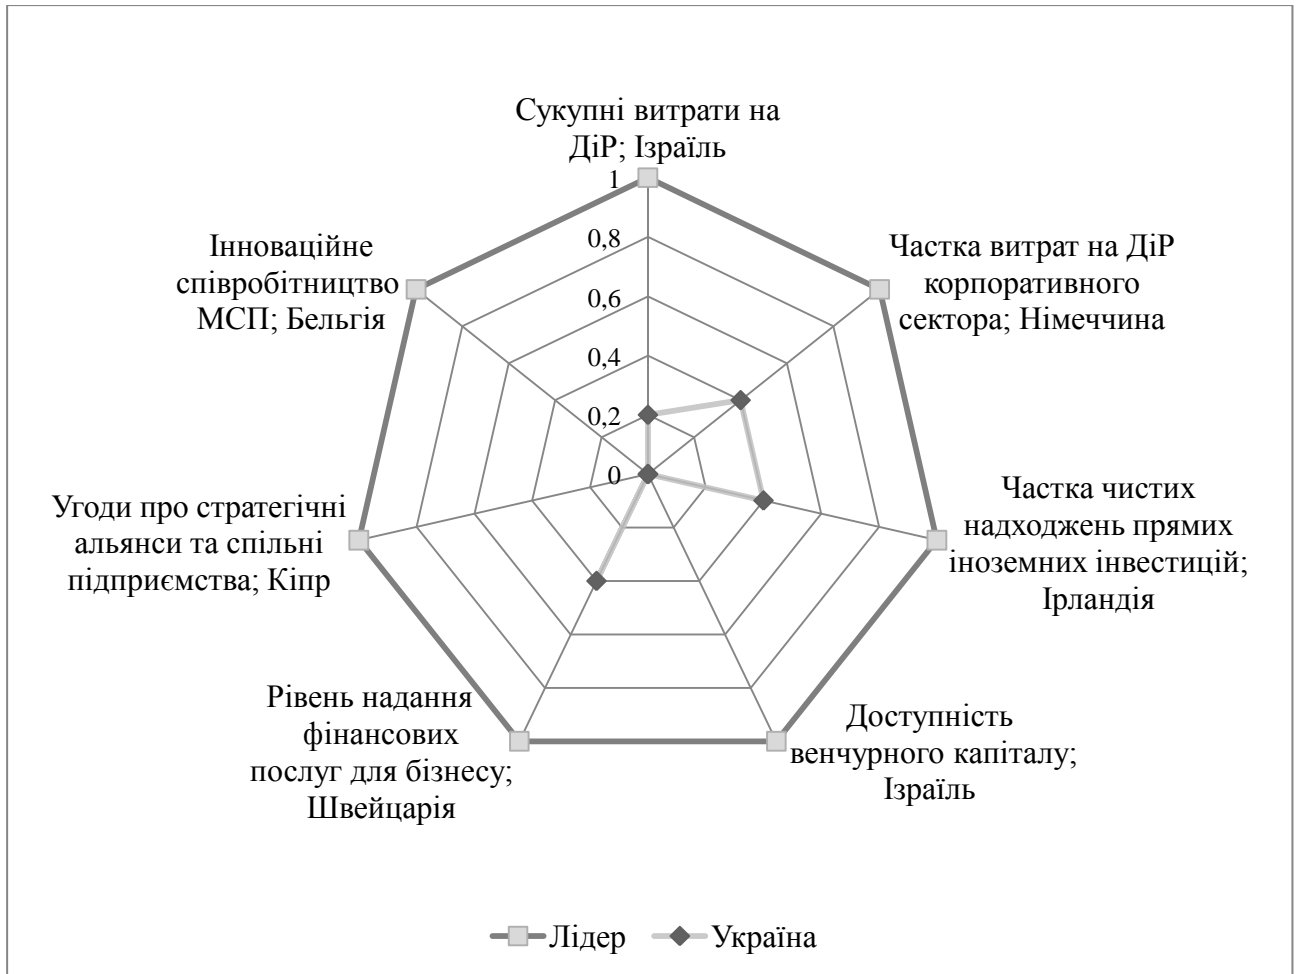 Сукупні витрати на
ДіР; Ізраїль
Частка витрат на ДіР
корпоративного
сектора; Німеччина
Частка чистих
надходжень прямих
іноземних інвестицій;
Ірландія
Доступність
венчурного капіталу;
Ізраїль
Рівень надання
фінансових
послуг для бізнесу;
Швейцарія
Угоди про стратегічні
альянси та спільні
підприємства; Кіпр
Інноваційне
співробітництво
МСП; Бельгія
1
0,8
0,6
0,4
0,2
0
Лідер Україна